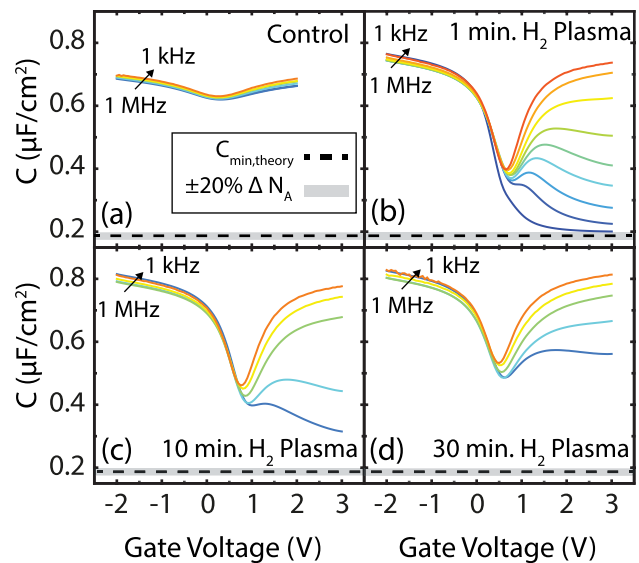 0.8
0.6
0.4
0.2
C (μF/cm²)
1 kHz
1 MHz
Control
C_min,theory
±20% Δ N_A
(a)
1 kHz
1 MHz
1 min. H₂ Plasma
(b)
0.8
0.6
0.4
0.2
C (μF/cm²)
1 kHz
1 MHz
(c)
10 min. H₂ Plasma
1 kHz
1 MHz
(d)
30 min. H₂ Plasma
-2 -1 0 1 2 3
-2 -1 0 1 2 3
Gate Voltage (V)
Gate Voltage (V)